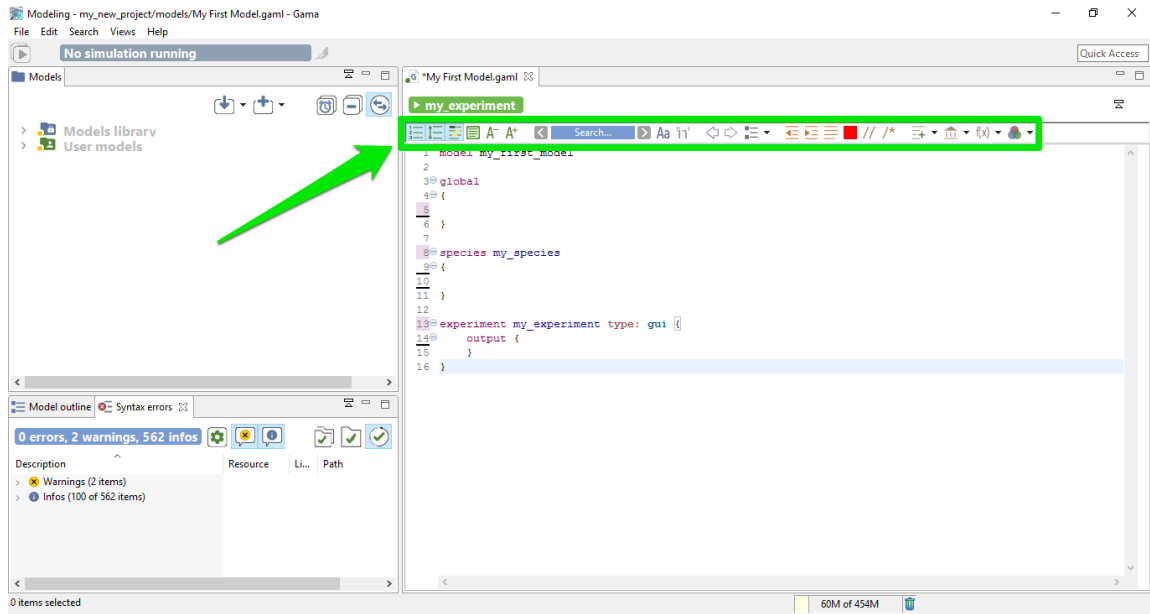 Modeling - my_new_project/models/My First Model.gaml - Gama
File Edit Search Views Help
No simulation running
Quick Access
Models
*My First Model.gaml
my_experiment
A⁻ A⁺ Search... Aa // /* f(x)
Models library
User models
1 model my_first_model
2
3 global
4 {
5
6 }
7
8 species my_species
9 {
10
11 }
12
13 experiment my_experiment type: gui {
14 output {
15 }
16 }
Model outline Syntax errors
0 errors, 2 warnings, 562 infos
Description Resource Li... Path
Warnings (2 items)
Infos (100 of 562 items)
0 items selected
60M of 454M